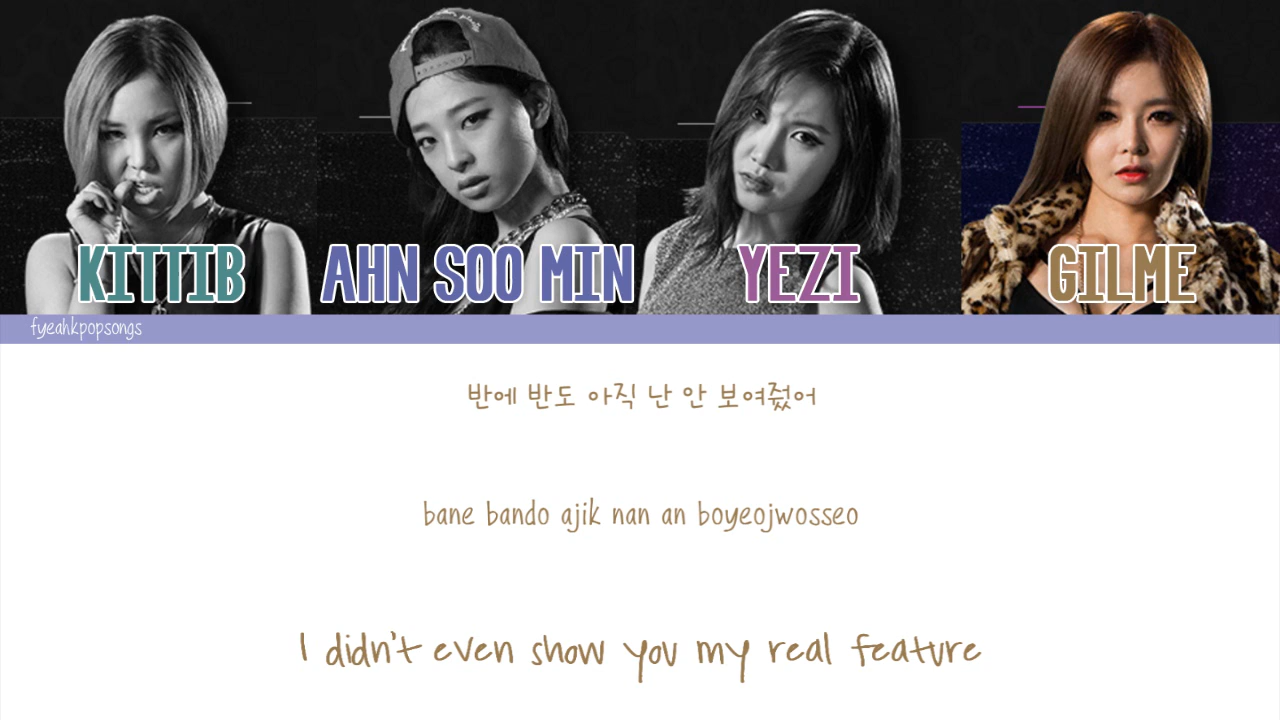 KITTIB AHN SOO MIN YEZI GILME
fyeahkpopsongs
반에 반도 아직 난 안 보여줬어
bane bando ajik nan an boyeojwosseo
I didn't even show you my real feature